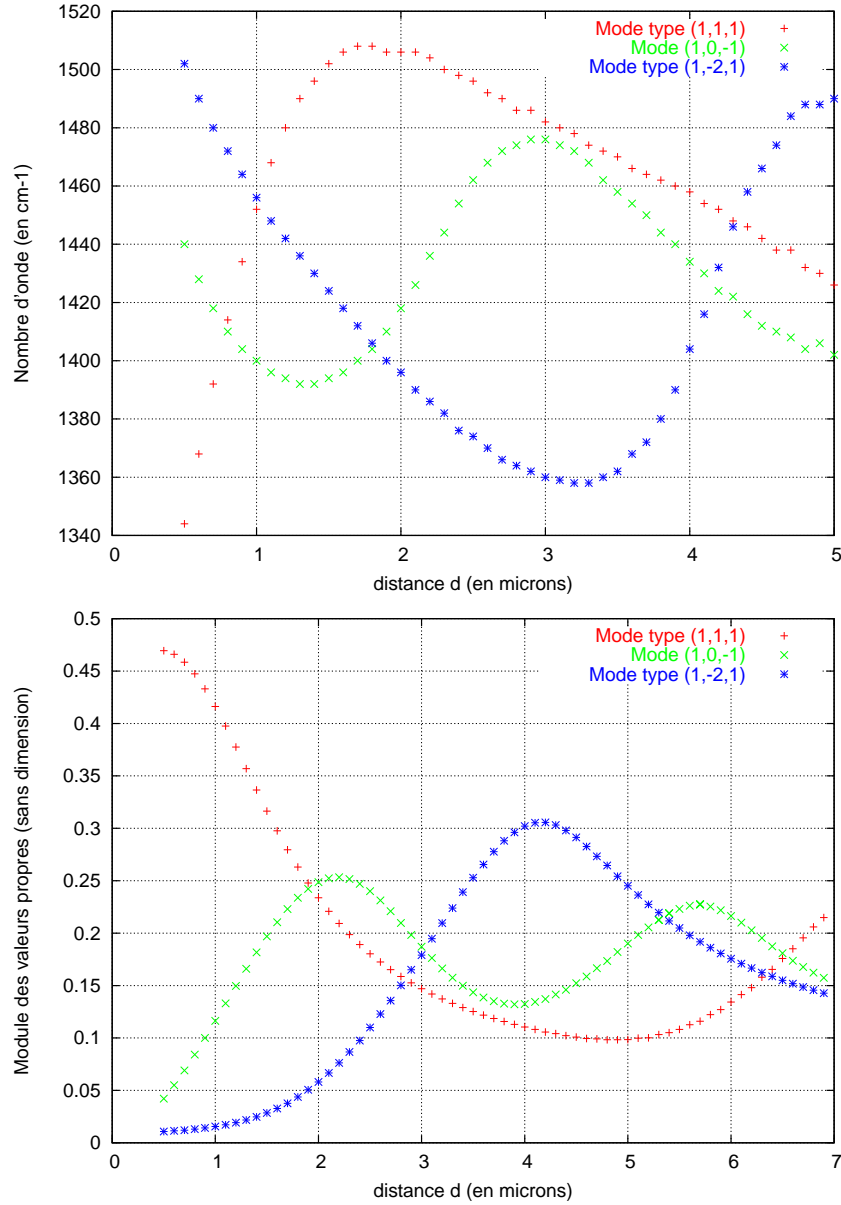 1520
1500
1480
1460
1440
1420
1400
1380
1360
1340
Nombre d'onde (en cm-1)
Mode type (1,1,1)
Mode (1,0,-1)
Mode type (1,-2,1)
0 1 2 3 4 5
distance d (en microns)
0.5
0.45
0.4
0.35
0.3
0.25
0.2
0.15
0.1
0.05
0
Module des valeurs propres (sans dimension)
Mode type (1,1,1)
Mode (1,0,-1)
Mode type (1,-2,1)
0 1 2 3 4 5 6 7
distance d (en microns)